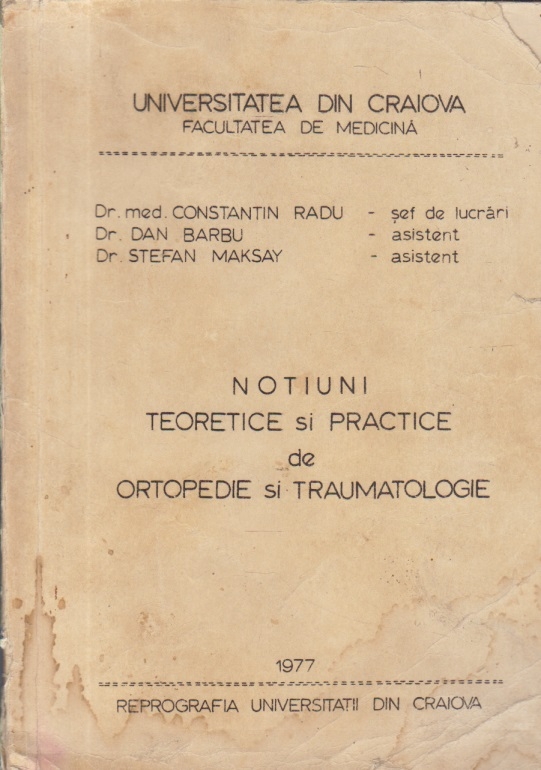 UNIVERSITATEA DIN CRAIOVA
FACULTATEA DE MEDICINĂ
Dr. med. CONSTANTIN RADU - șef de lucrări
Dr. DAN BARBU - asistent
Dr. STEFAN MAKSAY - asistent
NOTIUNI
TEORETICE si PRACTICE
de
ORTOPEDIE si TRAUMATOLOGIE
1977
REPROGRAFIA UNIVERSITATII DIN CRAIOVA